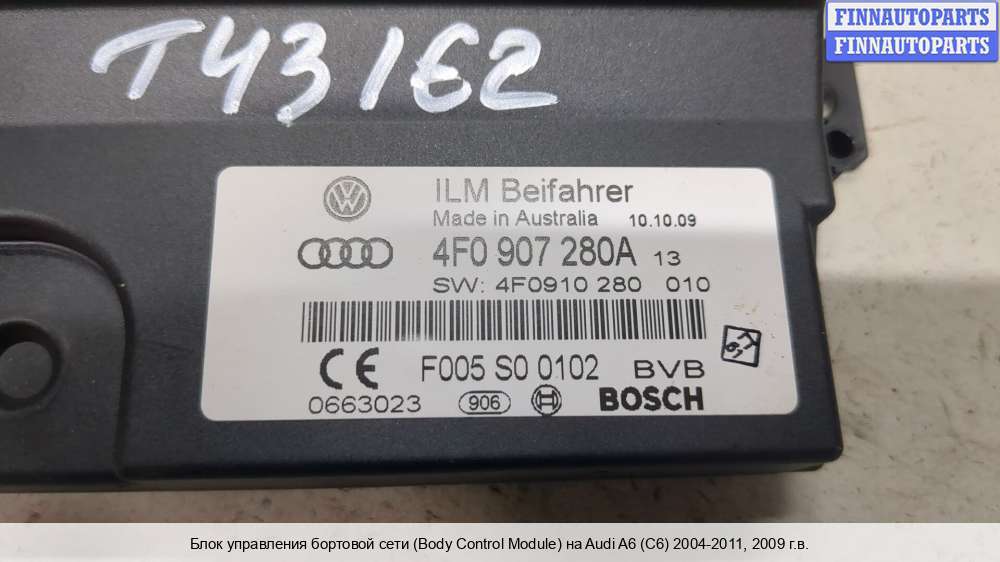 FINNAUTOPARTS
FINNAUTOPARTS
T43162
ILM Beifahrer
Made in Australia 10.10.09
4F0 907 280A 13
SW: 4F0910 280 010
CE F005 S0 0102 BVB
0663023 906 BOSCH
Блок управления бортовой сети (Body Control Module) на Audi A6 (C6) 2004-2011, 2009 г.в.